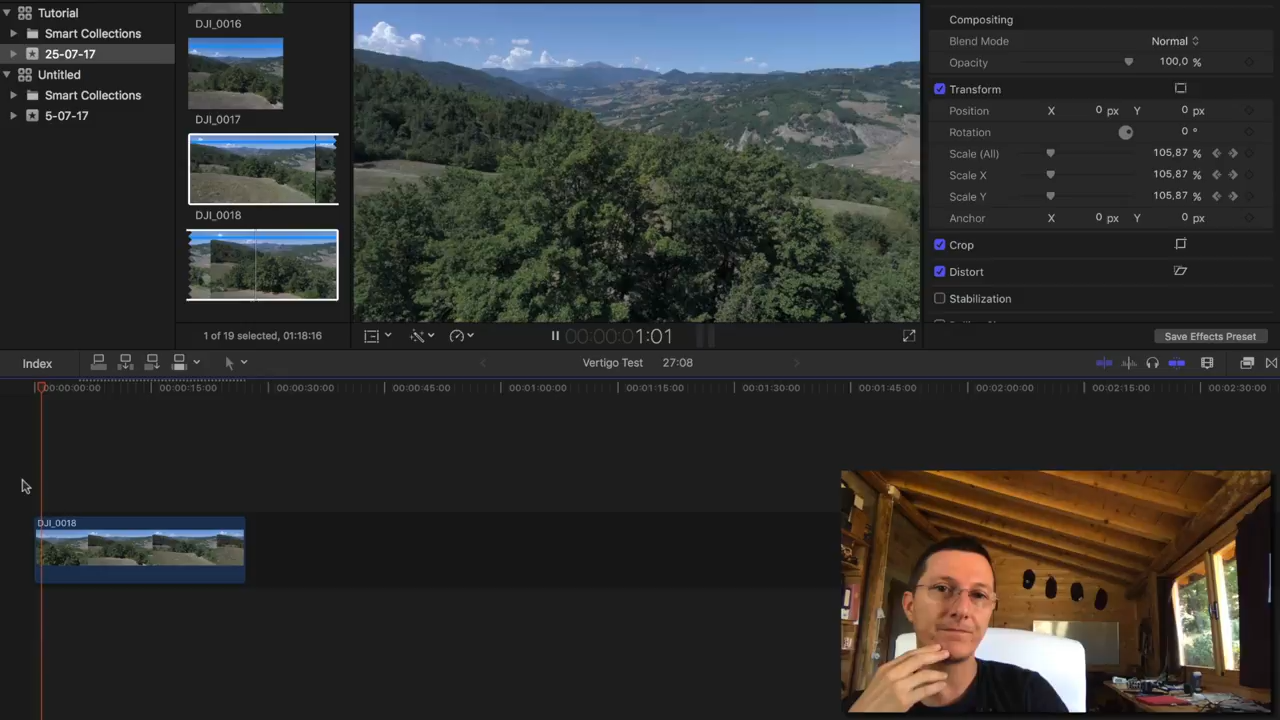 Tutorial
Smart Collections
25-07-17
Untitled
Smart Collections
5-07-17
DJI_0016
DJI_0017
DJI_0018
1 of 19 selected, 01:18:16
00:00:00:01:01
Compositing
Blend Mode Normal
Opacity 100,0 %
Transform
Position X 0 px Y 0 px
Rotation 0 °
Scale (All) 105,87 %
Scale X 105,87 %
Scale Y 105,87 %
Anchor X 0 px Y 0 px
Crop
Distort
Stabilization
Save Effects Preset
Index
Vertigo Test 27:08
00:00:00:00 00:00:15:00 00:00:30:00 00:00:45:00 00:01:00:00 00:01:15:00 00:01:30:00 00:01:45:00 00:02:00:00 00:02:15:00 00:02:30:00
DJI_0018